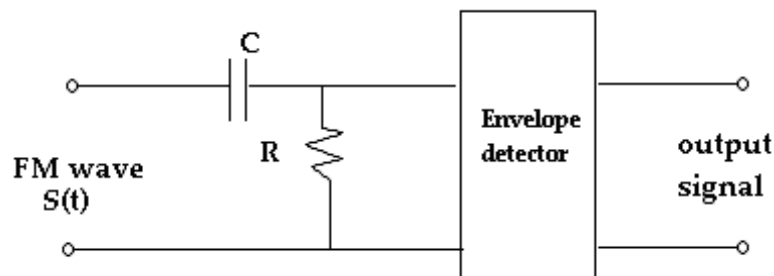 C
R
FM wave
S(t)
Envelope
detector
output
signal